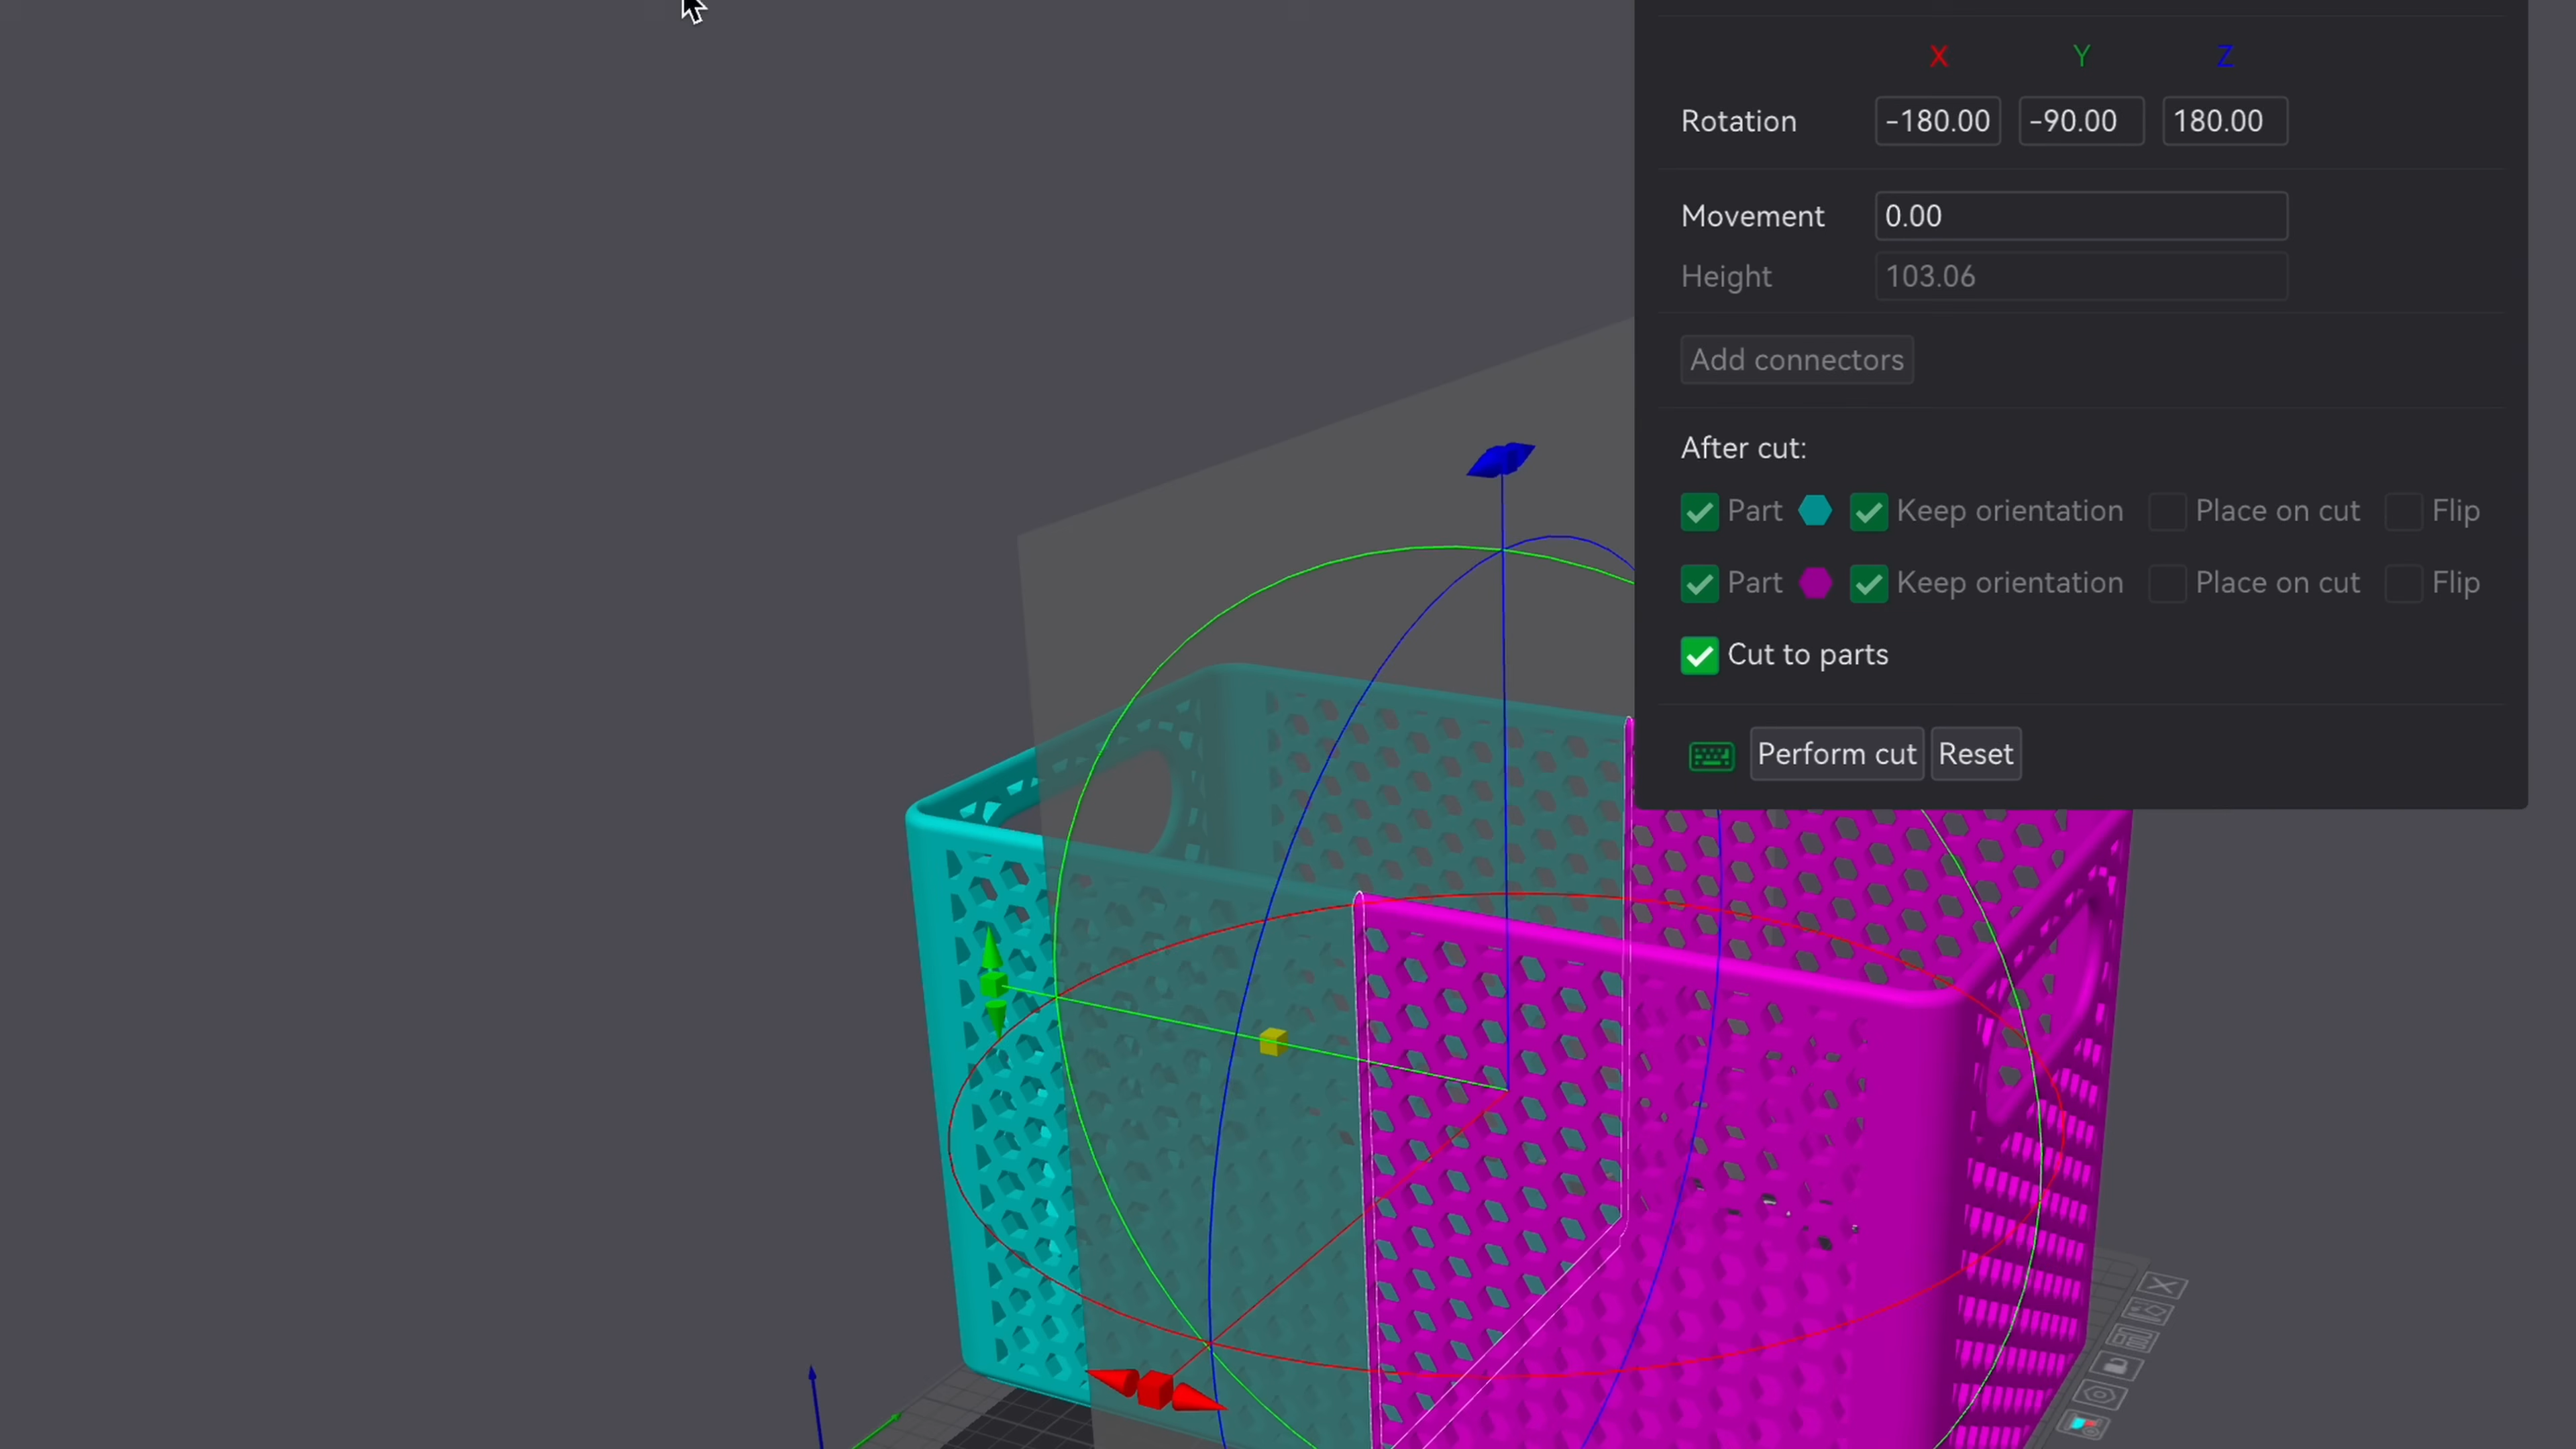 X Y Z
Rotation -180.00 -90.00 180.00
Movement 0.00
Height 103.06
Add connectors
After cut:
Part Keep orientation Place on cut Flip
Part Keep orientation Place on cut Flip
Cut to parts
Perform cut Reset